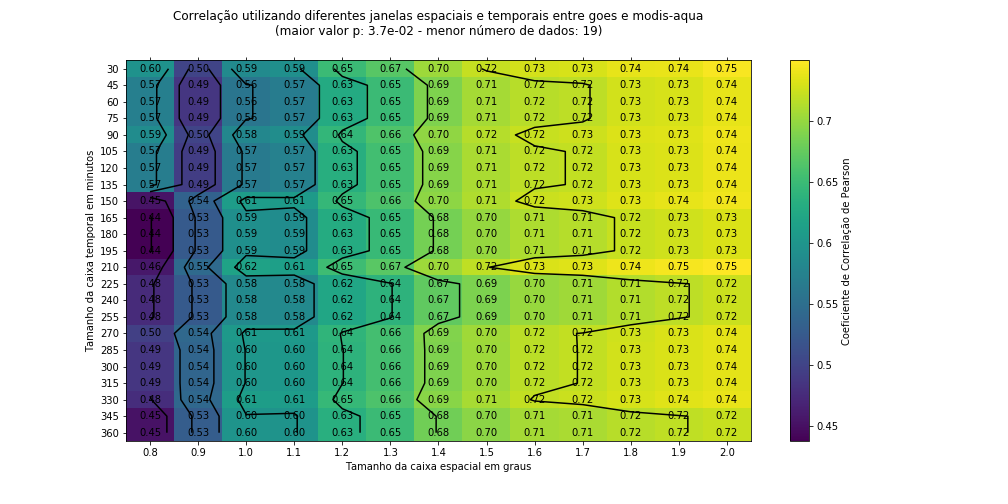 Correlação utilizando diferentes janelas espaciais e temporais entre goes e modis-aqua
(maior valor p: 3.7e-02 - menor número de dados: 19)
Tamanho da caixa temporal em minutos
30 0.60 0.50 0.59 0.59 0.65 0.67 0.70 0.72 0.73 0.73 0.74 0.74 0.75
45 0.57 0.49 0.56 0.57 0.63 0.65 0.69 0.71 0.72 0.72 0.73 0.73 0.74
60 0.57 0.49 0.56 0.57 0.63 0.65 0.69 0.71 0.72 0.72 0.73 0.73 0.74
75 0.57 0.49 0.56 0.57 0.63 0.65 0.69 0.71 0.72 0.72 0.73 0.73 0.74
90 0.59 0.50 0.58 0.59 0.64 0.66 0.70 0.72 0.72 0.73 0.73 0.74 0.74
105 0.57 0.49 0.57 0.57 0.63 0.65 0.69 0.71 0.72 0.72 0.73 0.73 0.74
120 0.57 0.49 0.57 0.57 0.63 0.65 0.69 0.71 0.72 0.72 0.73 0.73 0.74
135 0.57 0.49 0.57 0.57 0.63 0.65 0.69 0.71 0.72 0.72 0.73 0.73 0.74
150 0.45 0.54 0.61 0.61 0.65 0.66 0.70 0.71 0.72 0.73 0.73 0.74 0.74
165 0.44 0.53 0.59 0.59 0.63 0.65 0.68 0.70 0.71 0.71 0.72 0.73 0.73
180 0.44 0.53 0.59 0.59 0.63 0.65 0.68 0.70 0.71 0.71 0.72 0.73 0.73
195 0.44 0.53 0.59 0.59 0.63 0.65 0.68 0.70 0.71 0.71 0.72 0.73 0.73
210 0.46 0.55 0.62 0.61 0.65 0.67 0.70 0.72 0.73 0.73 0.74 0.75 0.75
225 0.48 0.53 0.58 0.58 0.62 0.64 0.67 0.69 0.70 0.71 0.71 0.72 0.72
240 0.48 0.53 0.58 0.58 0.62 0.64 0.67 0.69 0.70 0.71 0.71 0.72 0.72
255 0.48 0.53 0.58 0.58 0.62 0.64 0.67 0.69 0.70 0.71 0.71 0.72 0.72
270 0.50 0.54 0.61 0.61 0.64 0.66 0.69 0.70 0.72 0.72 0.73 0.73 0.74
285 0.49 0.54 0.60 0.60 0.64 0.66 0.69 0.70 0.72 0.72 0.73 0.73 0.74
300 0.49 0.54 0.60 0.60 0.64 0.66 0.69 0.70 0.72 0.72 0.73 0.73 0.74
315 0.49 0.54 0.60 0.60 0.64 0.66 0.69 0.70 0.72 0.72 0.73 0.73 0.74
330 0.48 0.54 0.61 0.61 0.65 0.66 0.69 0.71 0.72 0.73 0.73 0.74 0.74
345 0.45 0.53 0.60 0.60 0.63 0.65 0.68 0.70 0.71 0.71 0.72 0.72 0.72
360 0.45 0.53 0.60 0.60 0.63 0.65 0.68 0.70 0.71 0.71 0.72 0.72 0.72
0.8 0.9 1.0 1.1 1.2 1.3 1.4 1.5 1.6 1.7 1.8 1.9 2.0
Tamanho da caixa espacial em graus
0.7
0.65
0.6
0.55
0.5
0.45
Coeficiente de Correlação de Pearson